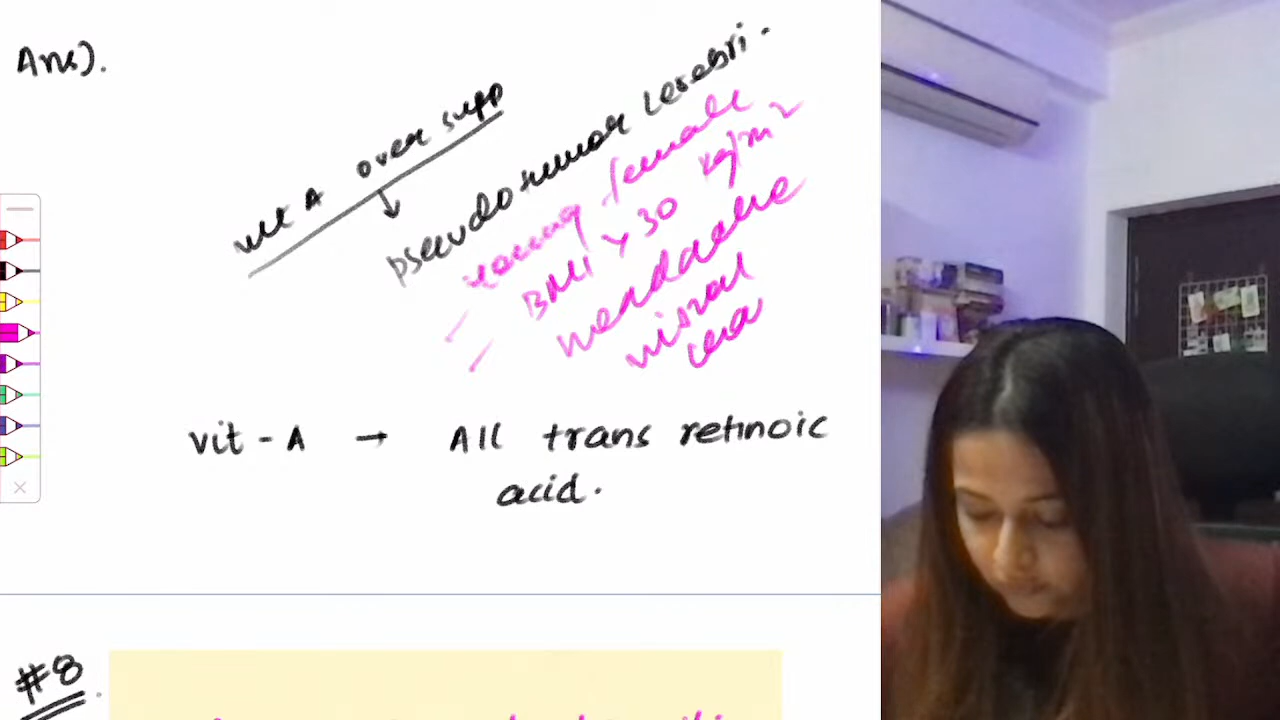 Ans).
vit A over supp
pseudotumor cerebri.
young female
BMI > 30 kg/m2
headache
visual
vit - A → All trans retinoic
acid.
#8.